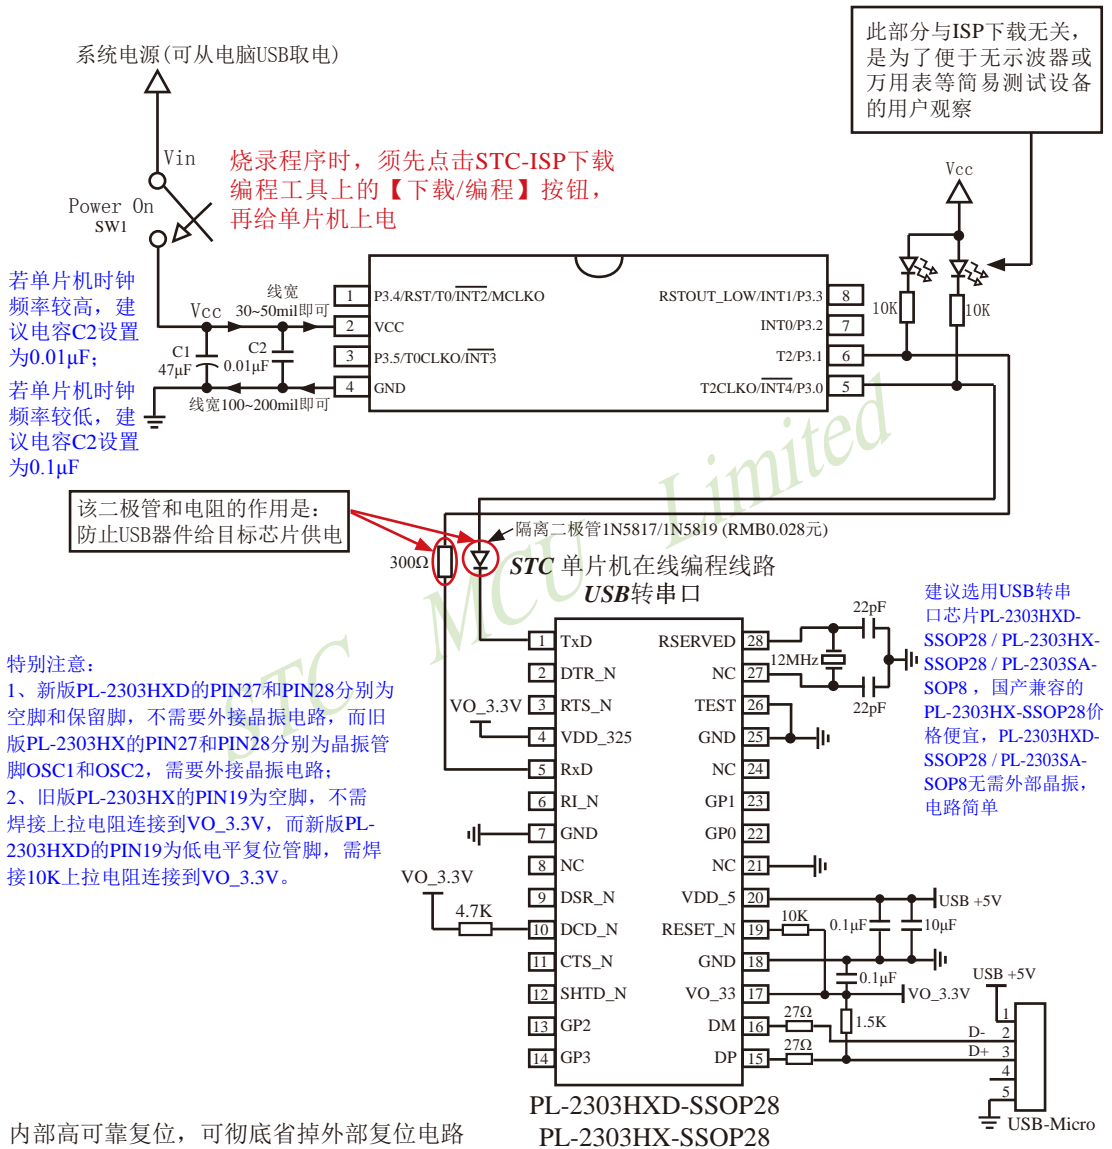 系统电源(可从电脑USB取电)
此部分与ISP下载无关，
是为了便于无示波器或
万用表等简易测试设备
的用户观察
Vin
Power On
SW1
烧录程序时，须先点击STC-ISP下载
编程工具上的【下载/编程】按钮，
再给单片机上电
Vcc
若单片机时钟
频率较高，建
议电容C2设置
为0.01μF；
若单片机时钟
频率较低，建
议电容C2设置
为0.1μF
Vcc
线宽
30~50mil即可
C1
47μF
C2
0.01μF
线宽100~200mil即可
1 P3.4/RST/T0/INT2/MCLKO
2 VCC
3 P3.5/T0CLKO/INT3
4 GND
RSTOUT_LOW/INT1/P3.3 8
INT0/P3.2 7
T2/P3.1 6
T2CLKO/INT4/P3.0 5
10K
10K
该二极管和电阻的作用是：
防止USB器件给目标芯片供电
300Ω
隔离二极管1N5817/1N5819 (RMB0.028元)
STC 单片机在线编程线路
USB转串口
STC MCU Limited
特别注意：
1、新版PL-2303HXD的PIN27和PIN28分别为
空脚和保留脚，不需要外接晶振电路，而旧
版PL-2303HX的PIN27和PIN28分别为晶振管
脚OSC1和OSC2，需要外接晶振电路；
2、旧版PL-2303HX的PIN19为空脚，不需
焊接上拉电阻连接到VO_3.3V，而新版PL-
2303HXD的PIN19为低电平复位管脚，需焊
接10K上拉电阻连接到VO_3.3V。
VO_3.3V
VO_3.3V
4.7K
1 TxD
2 DTR_N
3 RTS_N
4 VDD_325
5 RxD
6 RI_N
7 GND
8 NC
9 DSR_N
10 DCD_N
11 CTS_N
12 SHTD_N
13 GP2
14 GP3
RSERVED 28
NC 27
TEST 26
GND 25
NC 24
GP1 23
GP0 22
NC 21
VDD_5 20
RESET_N 19
GND 18
VO_33 17
DM 16
DP 15
22pF
12MHz
22pF
建议选用USB转串
口芯片PL-2303HXD-
SSOP28 / PL-2303HX-
SSOP28 / PL-2303SA-
SOP8 ，国产兼容的
PL-2303HX-SSOP28价
格便宜，PL-2303HXD-
SSOP28 / PL-2303SA-
SOP8无需外部晶振，
电路简单
USB +5V
10K
0.1μF
10μF
0.1μF
VO_3.3V
27Ω
1.5K
27Ω
USB +5V
1
D- 2
D+ 3
4
5
USB-Micro
PL-2303HXD-SSOP28
PL-2303HX-SSOP28
内部高可靠复位，可彻底省掉外部复位电路